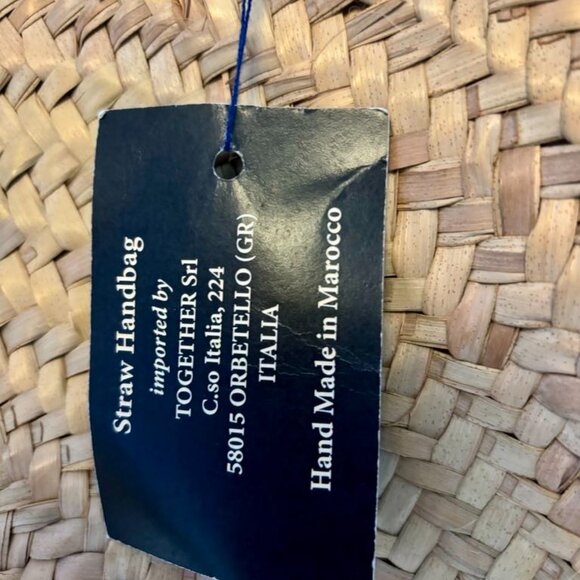 Straw Handbag
imported by
TOGETHER Srl
C.so Italia, 224
58015 ORBETELLO (GR)
ITALIA
Hand Made in Marocco